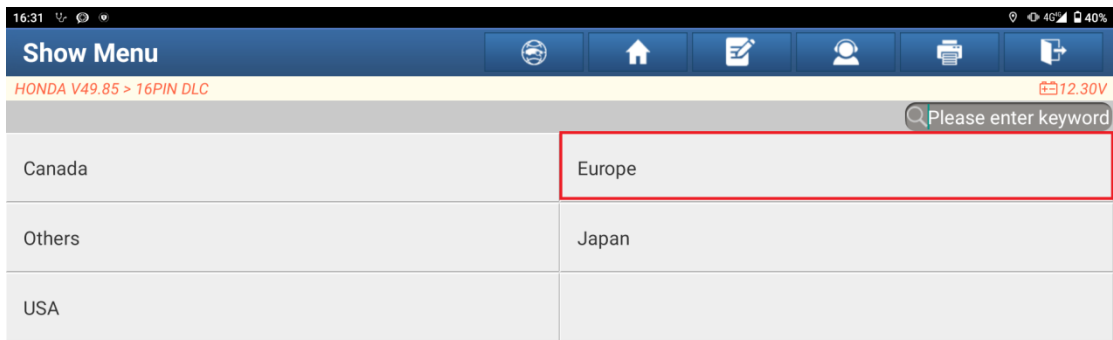 16:31 4G 40%
Show Menu
HONDA V49.85 > 16PIN DLC 12.30V
Please enter keyword
Canada Europe
Others Japan
USA